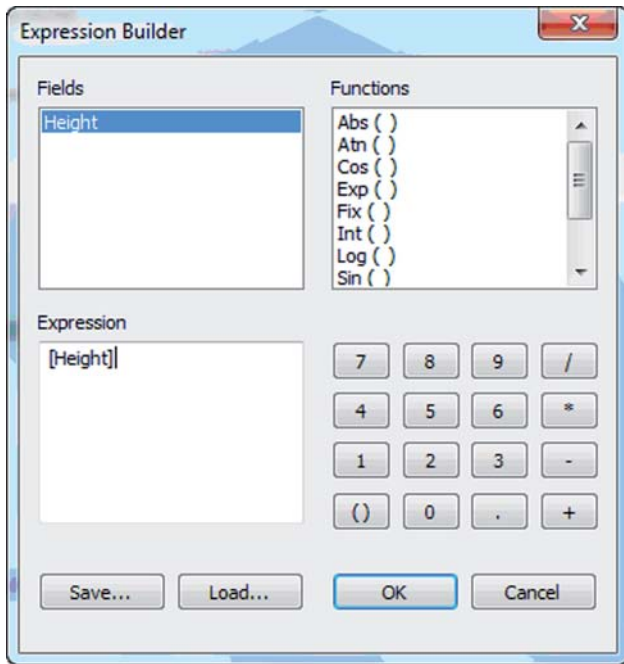 Expression Builder
Fields
Height
Functions
Abs ( )
Atn ( )
Cos ( )
Exp ( )
Fix ( )
Int ( )
Log ( )
Sin ( )
Expression
[Height]
7 8 9 /
4 5 6 *
1 2 3 -
( ) 0 . +
Save... Load... OK Cancel